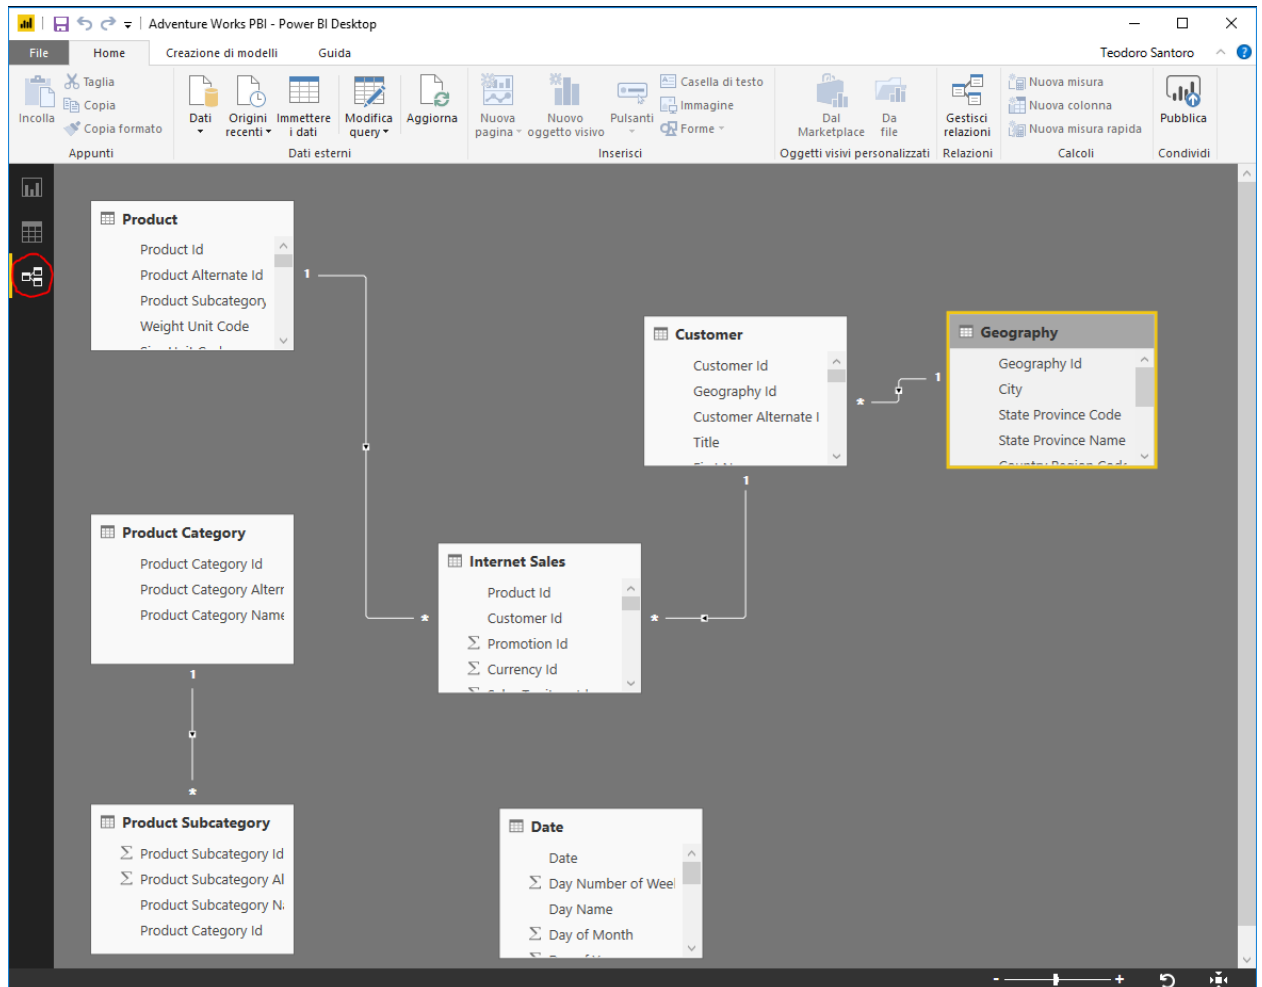 Adventure Works PBI - Power BI Desktop
File Home Creazione di modelli Guida Teodoro Santoro
Incolla
Taglia
Copia
Copia formato
Appunti
Dati
Origini recenti
Immettere i dati
Modifica query
Aggiorna
Dati esterni
Nuova pagina
Nuovo oggetto visivo
Pulsanti
Casella di testo
Immagine
Forme
Inserisci
Dal Marketplace
Da file
Oggetti visivi personalizzati
Gestisci relazioni
Relazioni
Nuova misura
Nuova colonna
Nuova misura rapida
Calcoli
Pubblica
Condividi
Product
Product Id
Product Alternate Id
Product Subcategory
Weight Unit Code
1
Customer
Customer Id
Geography Id
Customer Alternate I
Title
*
1
1
Geography
Geography Id
City
State Province Code
State Province Name
Country Region Code
Product Category
Product Category Id
Product Category Altern
Product Category Name
1
*
Internet Sales
Product Id
Customer Id
Promotion Id
Currency Id
*
*
Product Subcategory
Product Subcategory Id
Product Subcategory Al
Product Subcategory N
Product Category Id
Date
Date
Day Number of Wee
Day Name
Day of Month